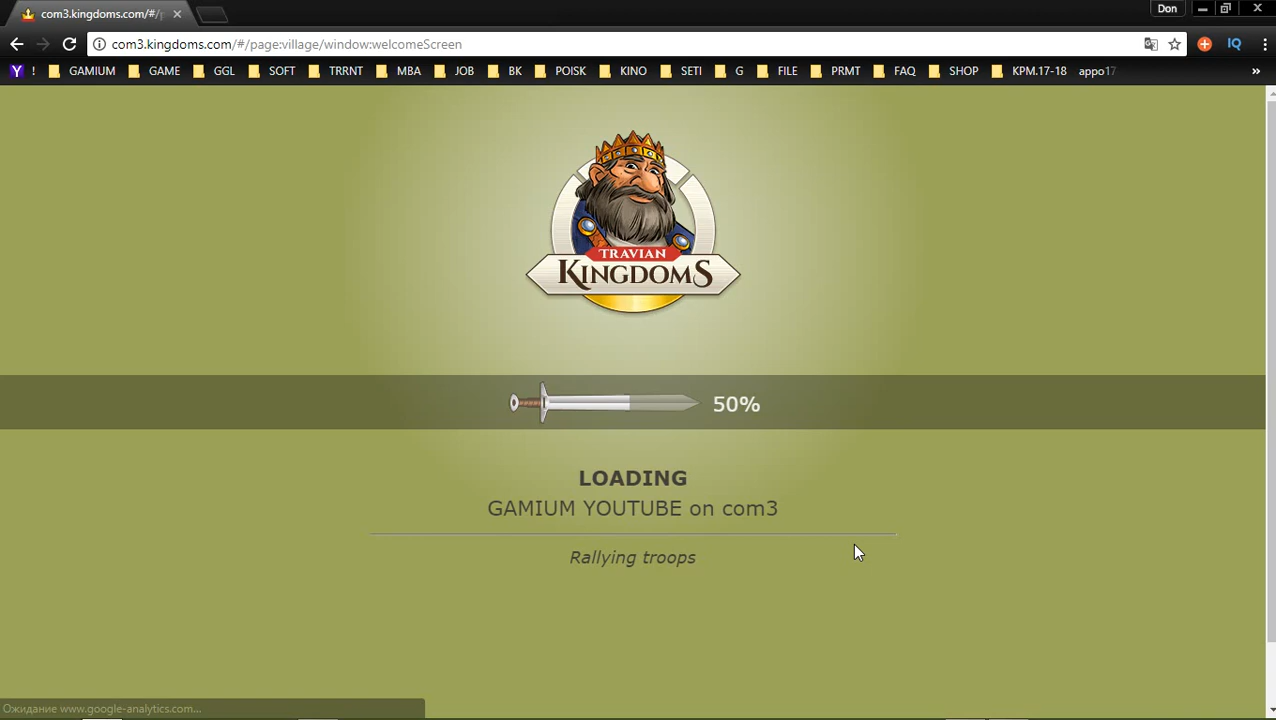 com3.kingdoms.com/#/p
Don
com3.kingdoms.com/#/page:village/window:welcomeScreen
Y ! GAMIUM GAME GGL SOFT TRRNT MBA JOB BK POISK KINO SETI G FILE PRMT FAQ SHOP KPM.17-18 appo17 »
TRAVIAN
KINGDOMS
50%
LOADING
GAMIUM YOUTUBE on com3
Rallying troops
Ожидание www.google-analytics.com...